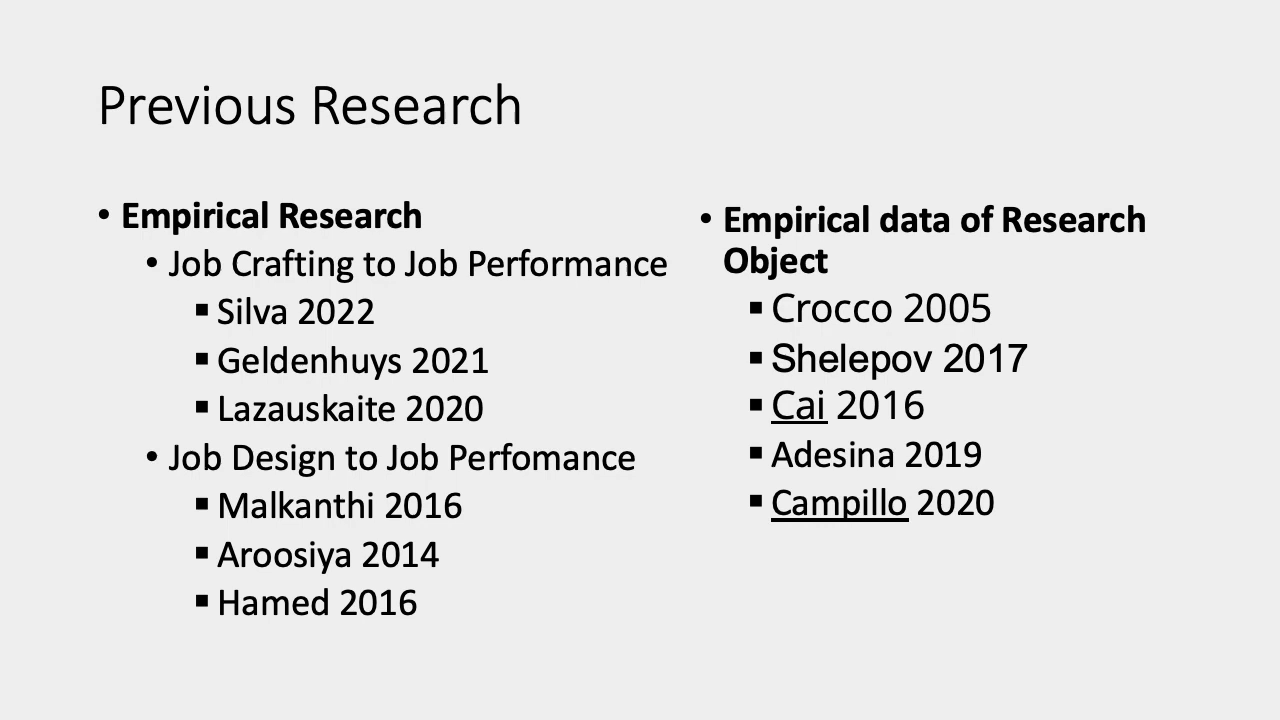 Previous Research
• Empirical Research
• Job Crafting to Job Performance
▪ Silva 2022
▪ Geldenhuys 2021
▪ Lazauskaite 2020
• Job Design to Job Perfomance
▪ Malkanthi 2016
▪ Aroosiya 2014
▪ Hamed 2016
• Empirical data of Research
Object
▪ Crocco 2005
▪ Shelepov 2017
▪ Cai 2016
▪ Adesina 2019
▪ Campillo 2020